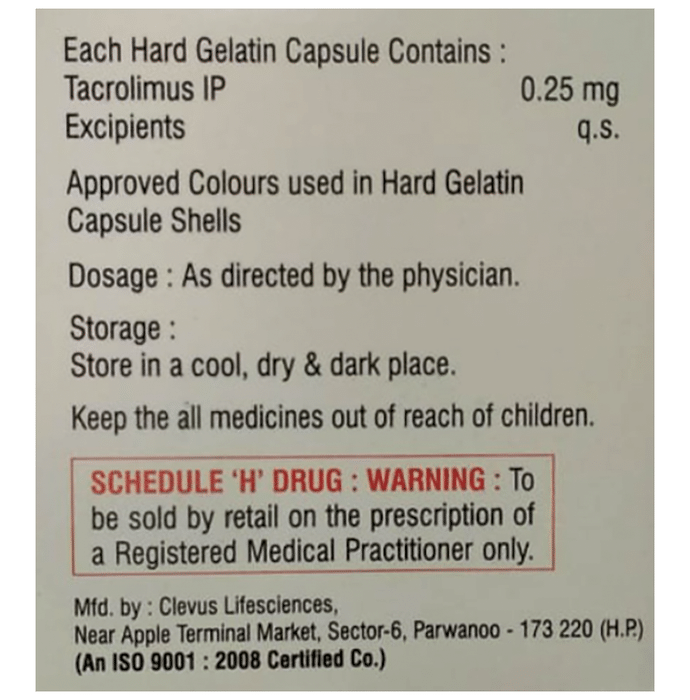 Each Hard Gelatin Capsule Contains :
Tacrolimus IP 0.25 mg
Excipients q.s.
Approved Colours used in Hard Gelatin
Capsule Shells
Dosage : As directed by the physician.
Storage :
Store in a cool, dry & dark place.
Keep the all medicines out of reach of children.
SCHEDULE 'H' DRUG : WARNING : To
be sold by retail on the prescription of
a Registered Medical Practitioner only.
Mfd. by : Clevus Lifesciences,
Near Apple Terminal Market, Sector-6, Parwanoo - 173 220 (H.P.)
(An ISO 9001 : 2008 Certified Co.)